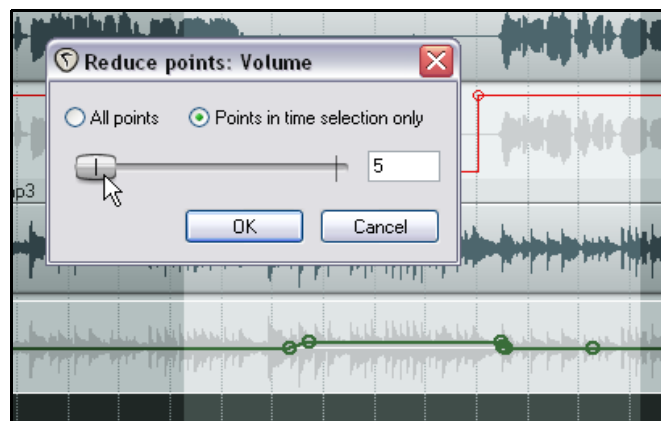 Reduce points: Volume
All points
Points in time selection only
5
OK
Cancel
p3